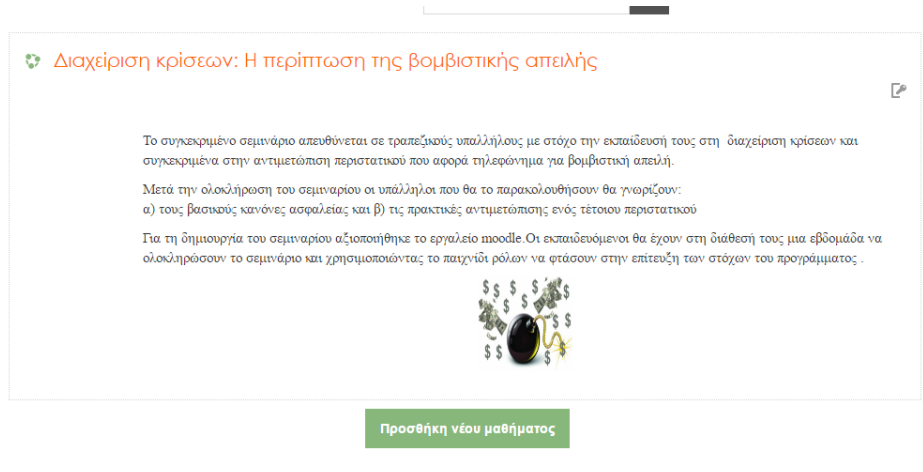 Διαχείριση κρίσεων: Η περίπτωση της βομβιστικής απειλής
Το συγκεκριμένο σεμινάριο απευθύνεται σε τραπεζικούς υπαλλήλους με στόχο την εκπαίδευσή τους στη διαχείριση κρίσεων και
συγκεκριμένα στην αντιμετώπιση περιστατικού που αφορά τηλεφώνημα για βομβιστική απειλή.
Μετά την ολοκλήρωση του σεμιναρίου οι υπάλληλοι που θα το παρακολουθήσουν θα γνωρίζουν:
α) τους βασικούς κανόνες ασφαλείας και β) τις πρακτικές αντιμετώπισης ενός τέτοιου περιστατικού
Για τη δημιουργία του σεμιναρίου αξιοποιήθηκε το εργαλείο moodle.Οι εκπαιδευόμενοι θα έχουν στη διάθεσή τους μια εβδομάδα να
ολοκληρώσουν το σεμινάριο και χρησιμοποιώντας το παιχνίδι ρόλων να φτάσουν στην επίτευξη των στόχων του προγράμματος .
Προσθήκη νέου μαθήματος